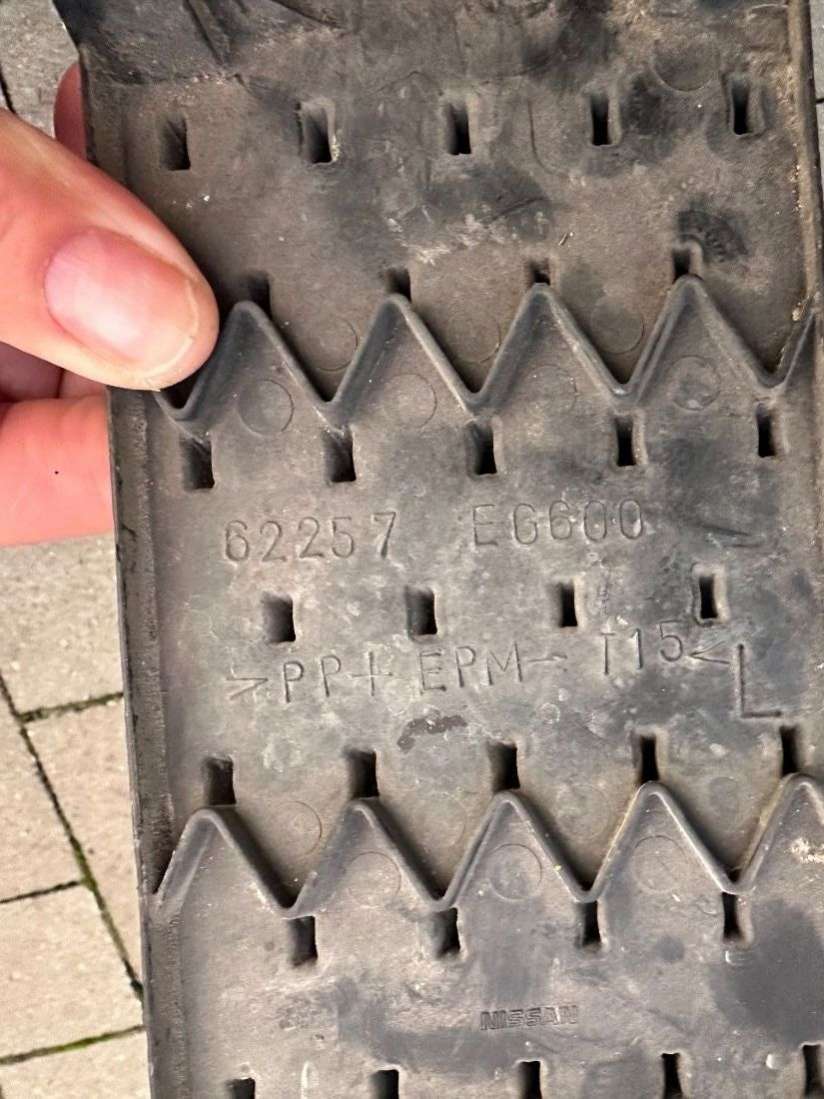 62257 EG600
>PP+EPM-T15<
L
NISSAN